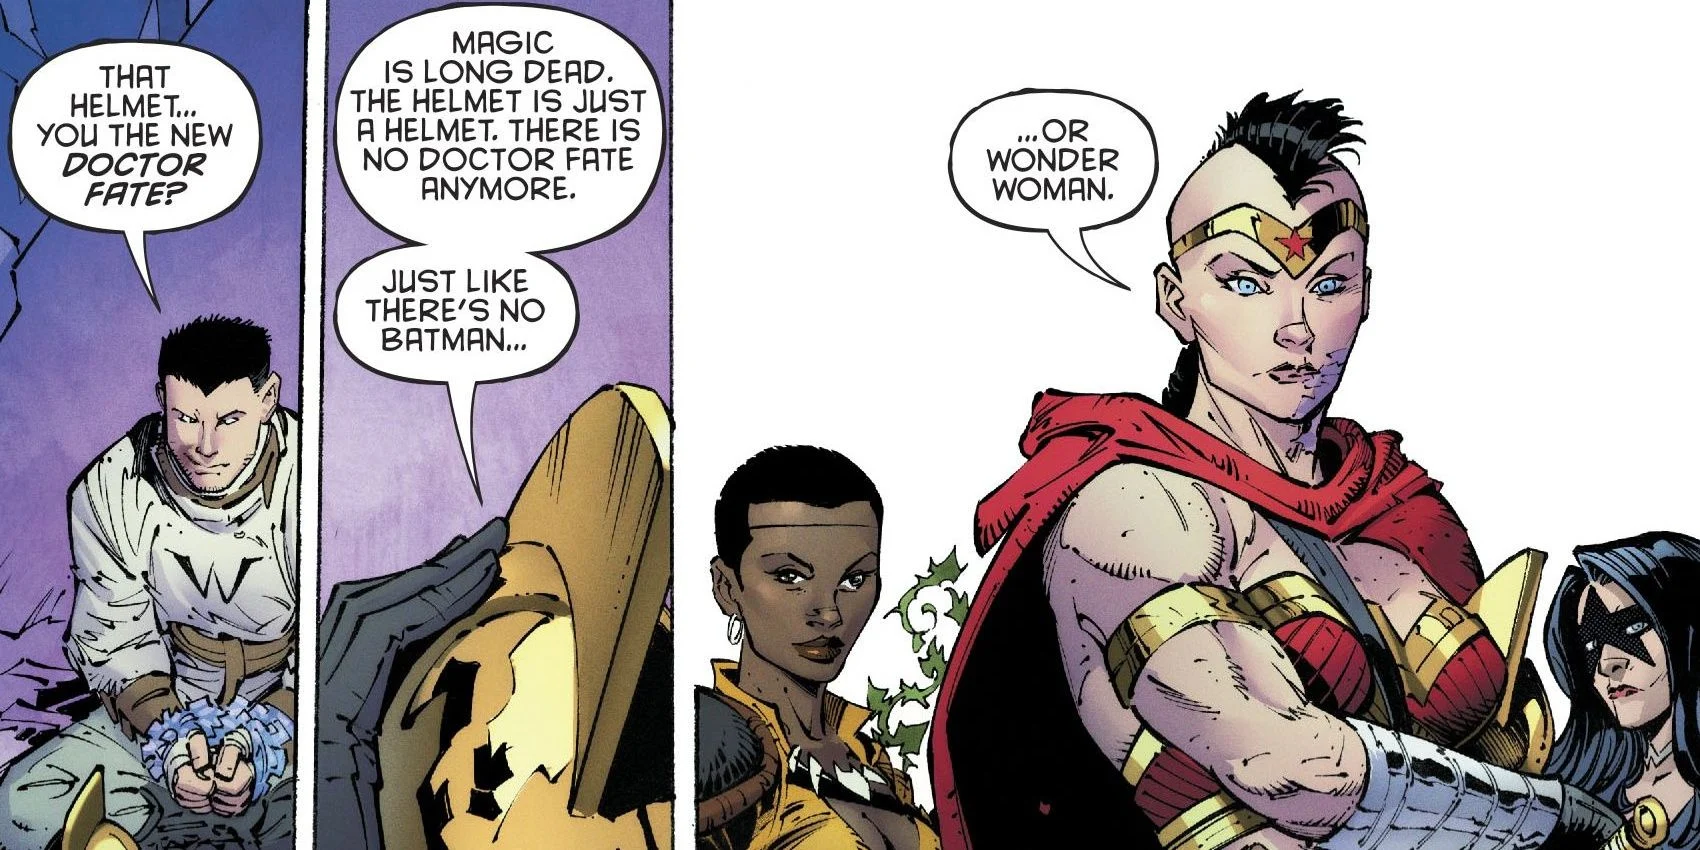 THAT
HELMET...
YOU THE NEW
DOCTOR
FATE?
MAGIC
IS LONG DEAD.
THE HELMET IS JUST
A HELMET. THERE IS
NO DOCTOR FATE
ANYMORE.
JUST LIKE
THERE'S NO
BATMAN...
...OR
WONDER
WOMAN.
W